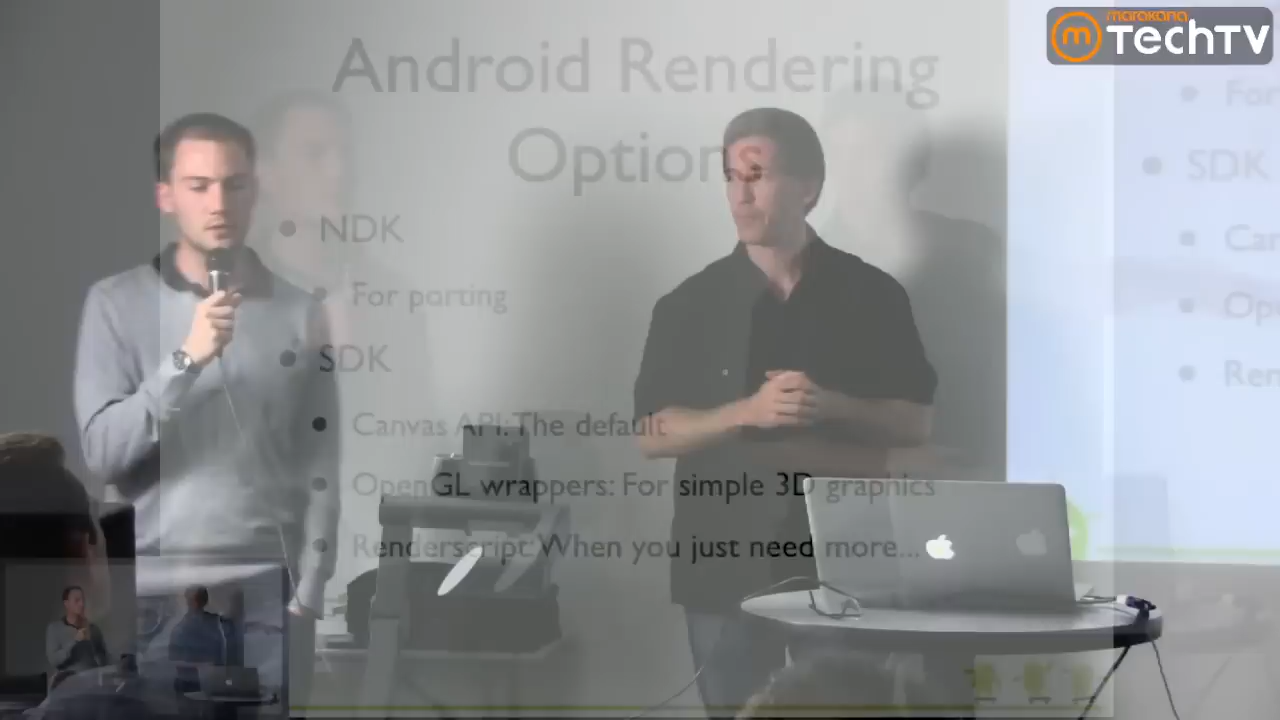 marakana
TechTV
Android Rendering
Options
NDK
For porting
SDK
Canvas API: The default
OpenGL wrappers: For simple 3D graphics
Renderscript: When you just need more...
SDK